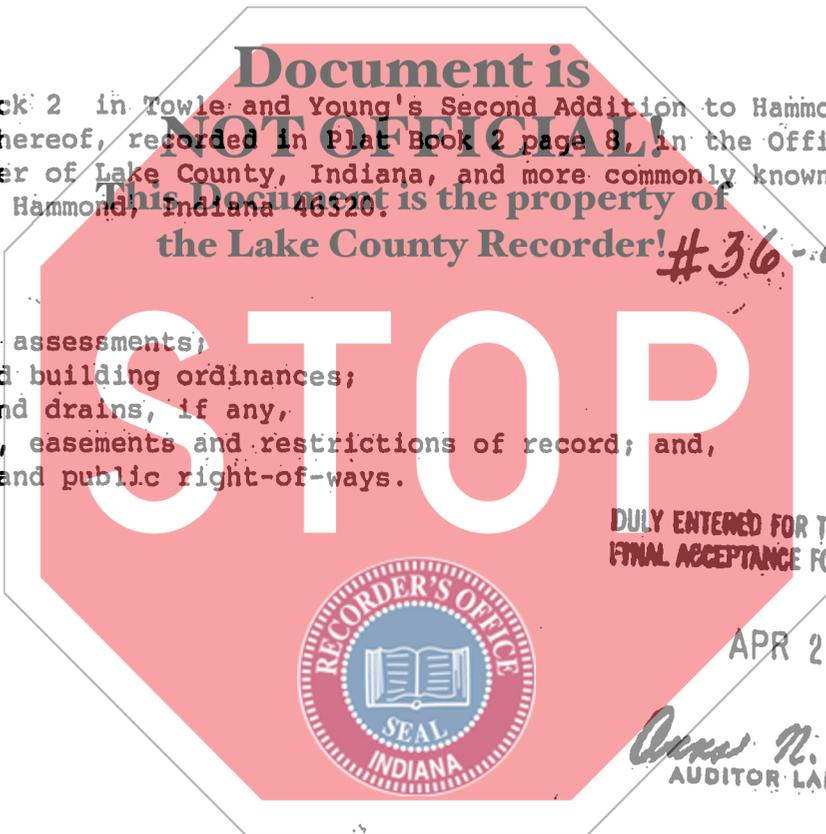 Document is
ck 2 in Towle and Young's Second Addition to Hammo
NOT OFFICIAL!
hereof, recorded in Plat Book 2 page 8, in the Offi
er of Lake County, Indiana, and more commonly known
This Document is the property of
Hammond, Indiana 46320.
the Lake County Recorder!
#36-
STOP
assessments;
d building ordinances;
nd drains, if any,
, easements and restrictions of record; and,
and public right-of-ways.
DULY ENTERED FOR T
FINAL ACCEPTANCE FO
RECORDER'S OFFICE
SEAL
INDIANA
APR 2
N.
AUDITOR LA